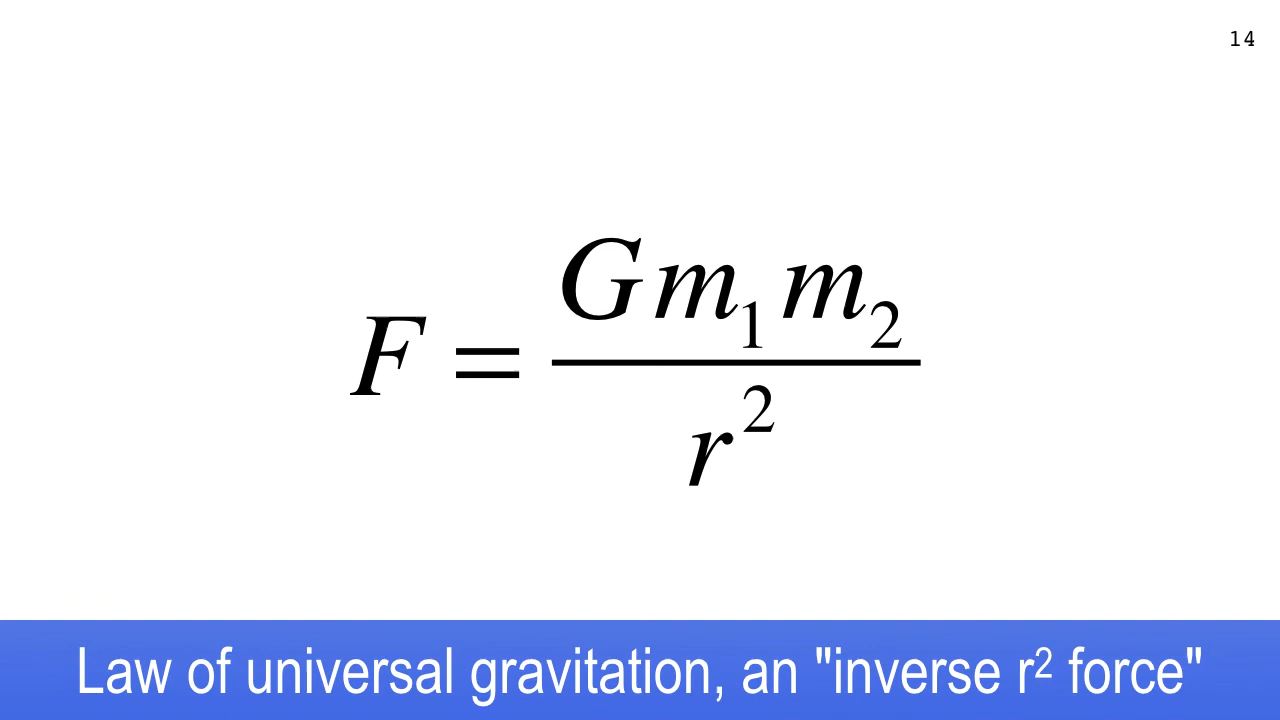 14
F = Gm₁m₂ / r²
Law of universal gravitation, an "inverse r² force"